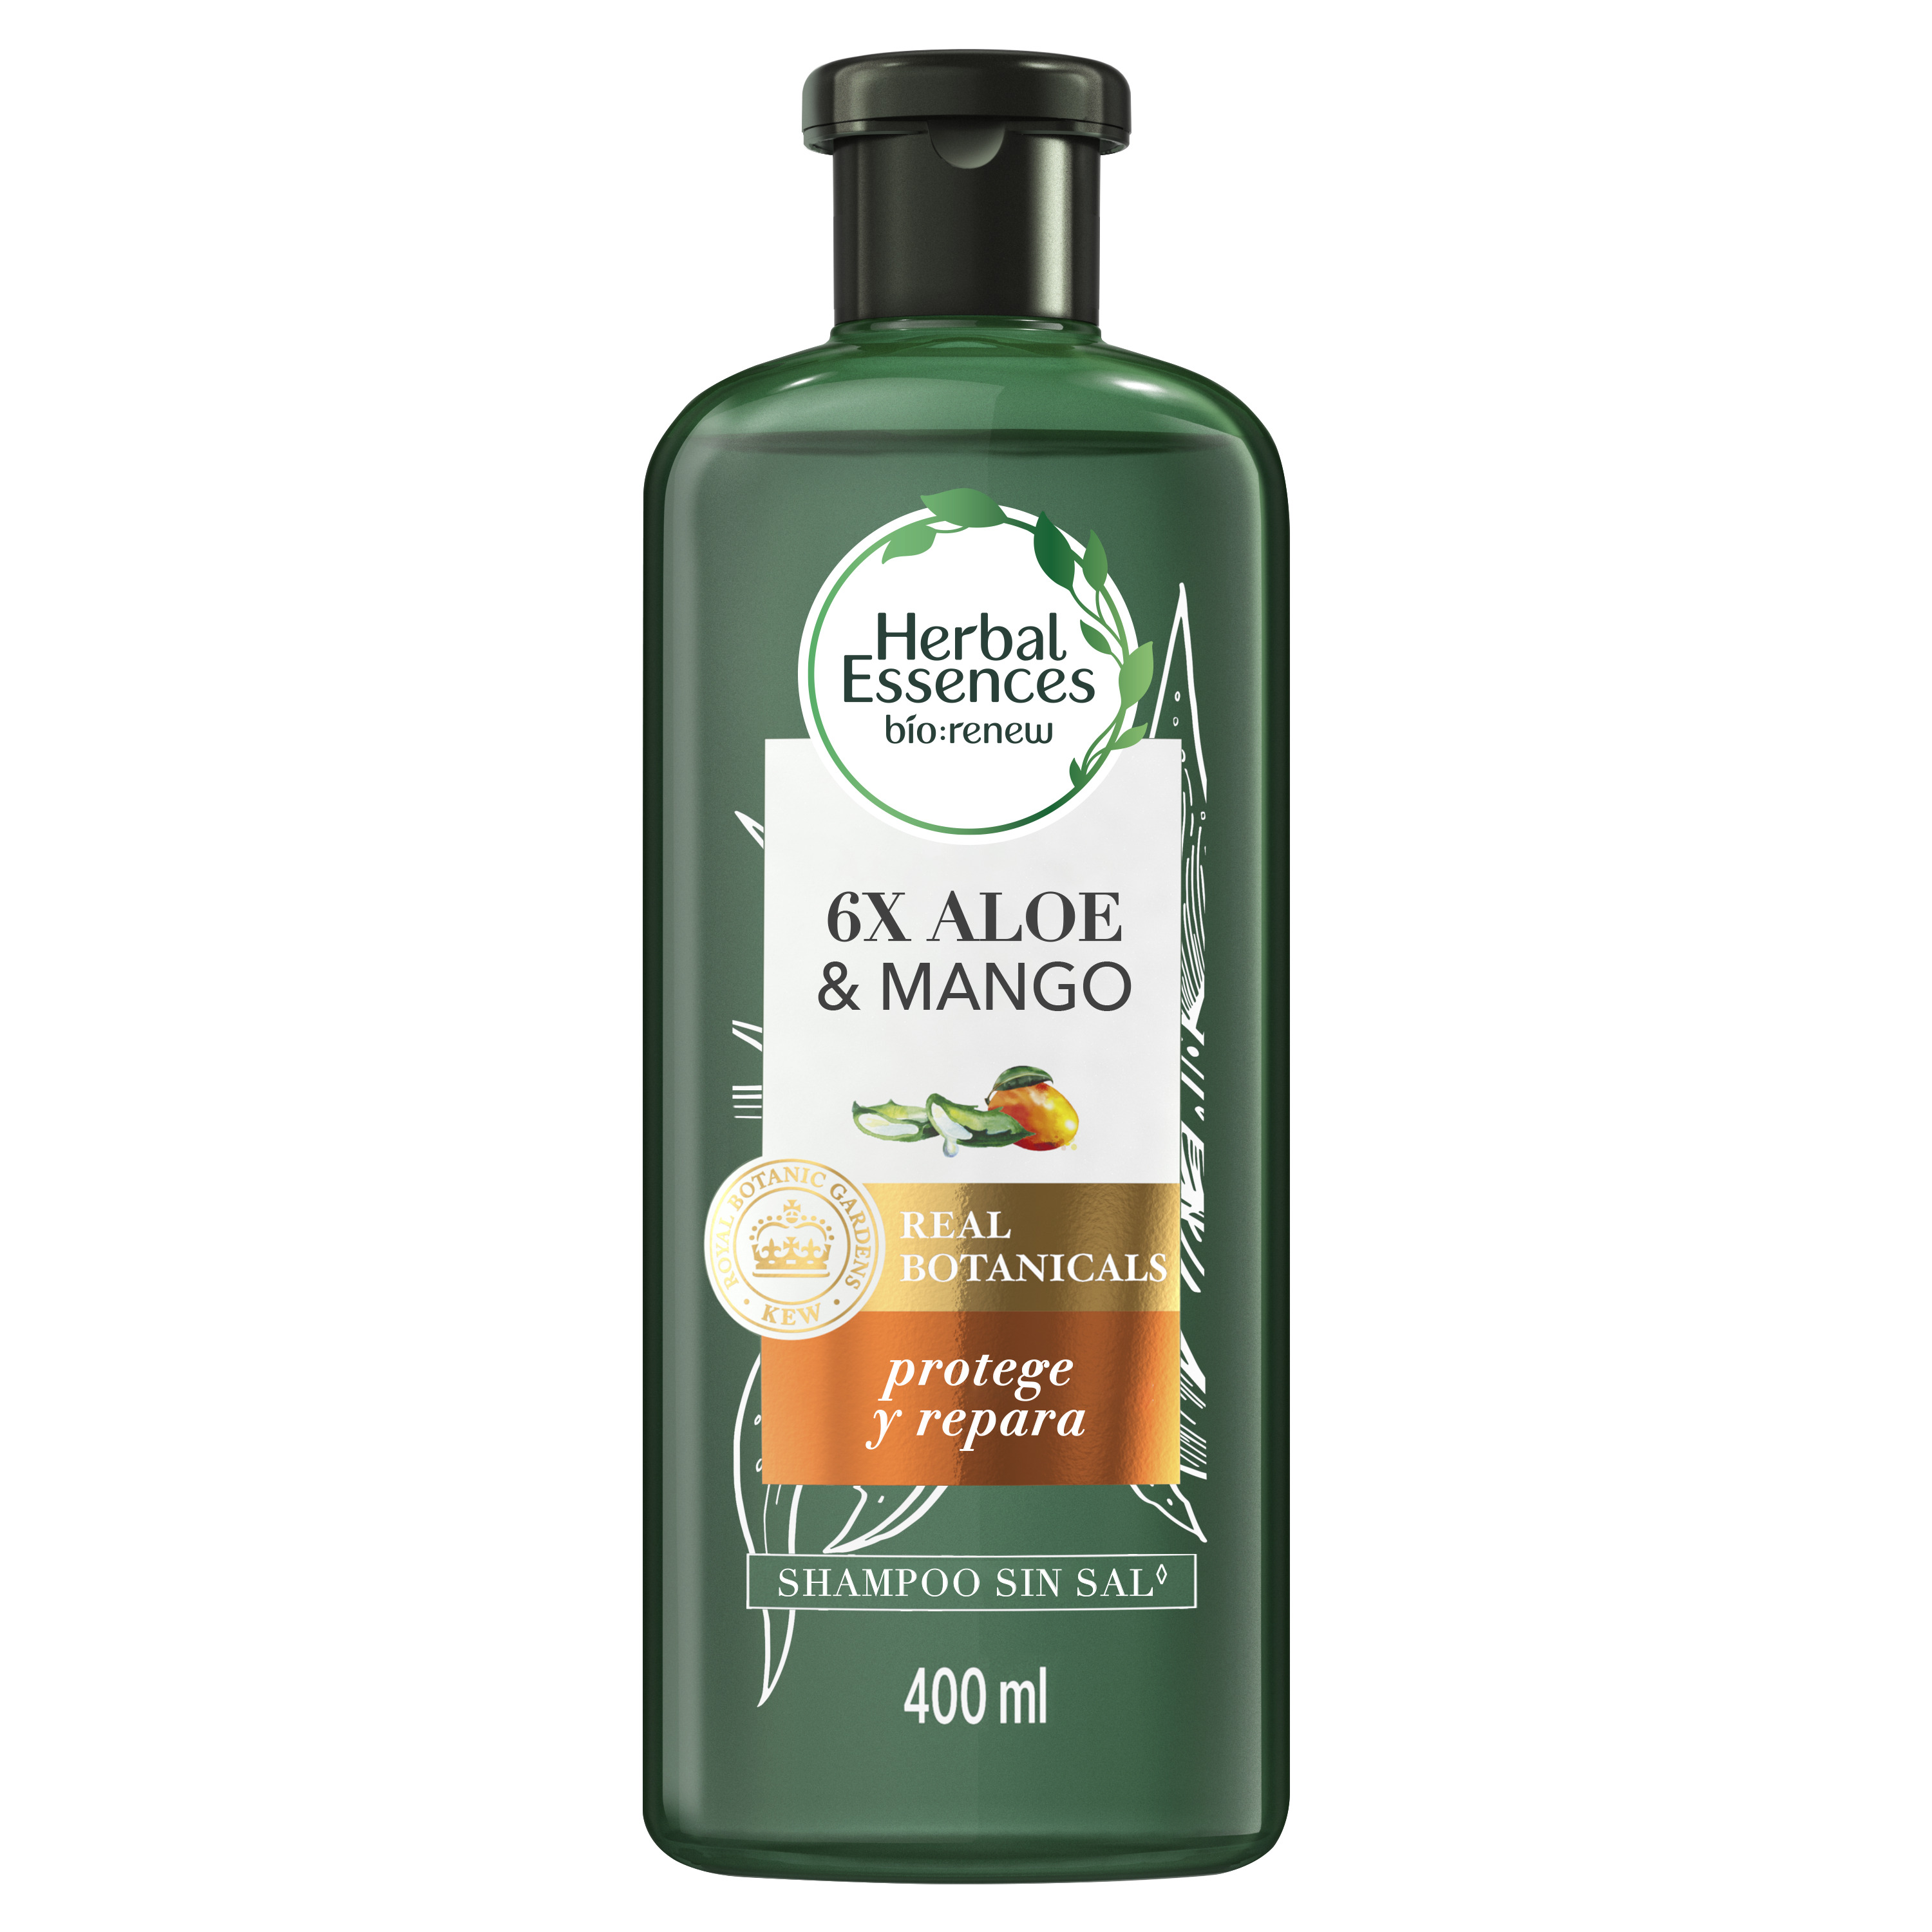 Herbal
Essences
bío:renew
6X ALOE
& MANGO
ROYAL BOTANIC GARDENS
• KEW •
REAL
BOTANICALS
protege
y repara
SHAMPOO SIN SAL◊
400 ml